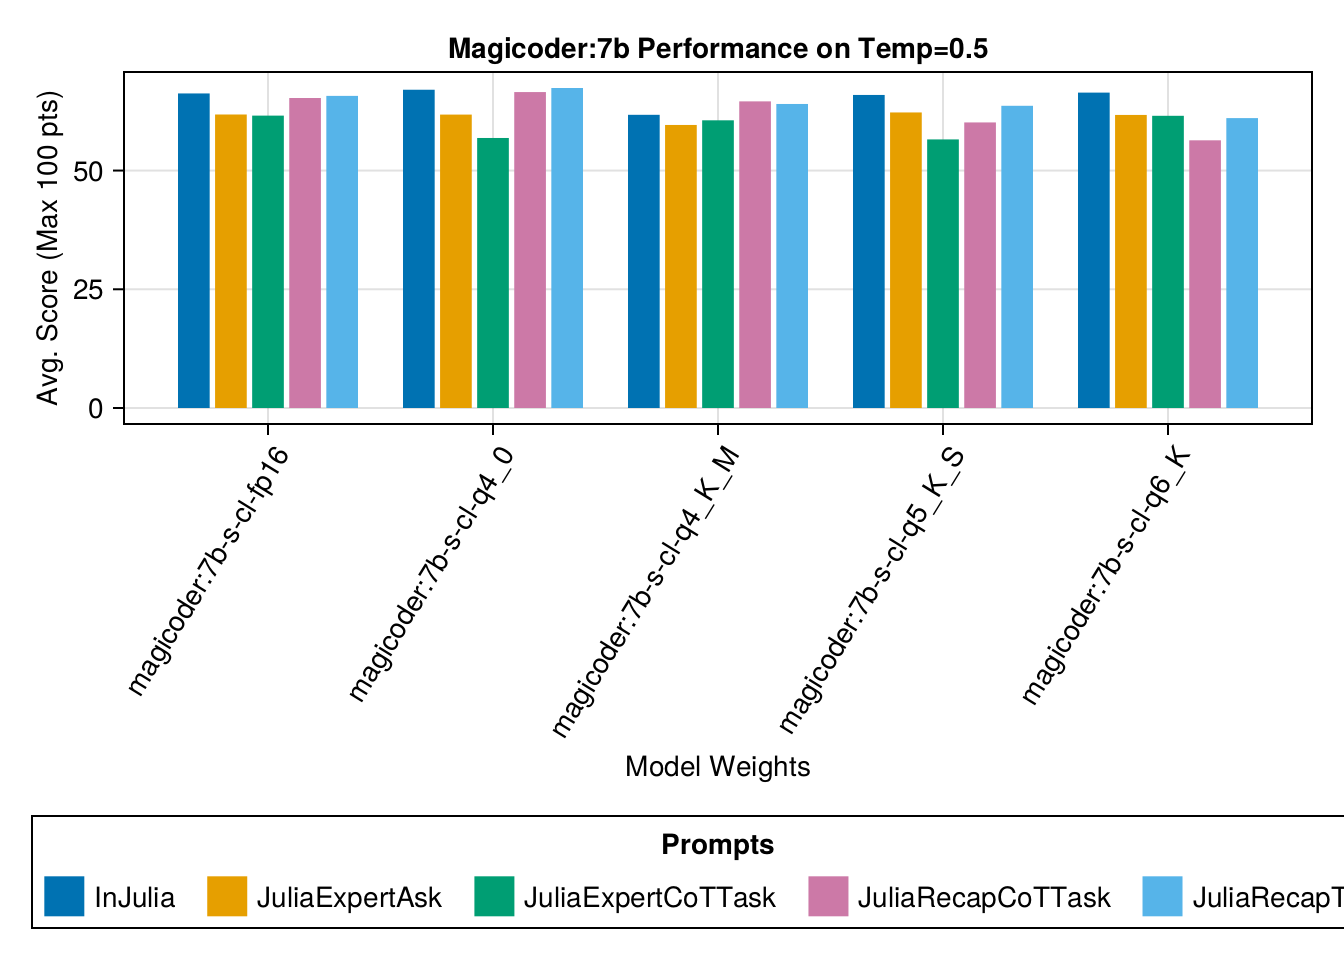 Magicoder:7b Performance on Temp=0.5
Avg. Score (Max 100 pts)
50
25
0
magicoder:7b-s-cl-fp16
magicoder:7b-s-cl-q4_0
magicoder:7b-s-cl-q4_K_M
magicoder:7b-s-cl-q5_K_S
magicoder:7b-s-cl-q6_K
Model Weights
Prompts
InJulia JuliaExpertAsk JuliaExpertCoTTask JuliaRecapCoTTask JuliaRecapT